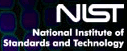 NIST
National Institute of
Standards and Technology